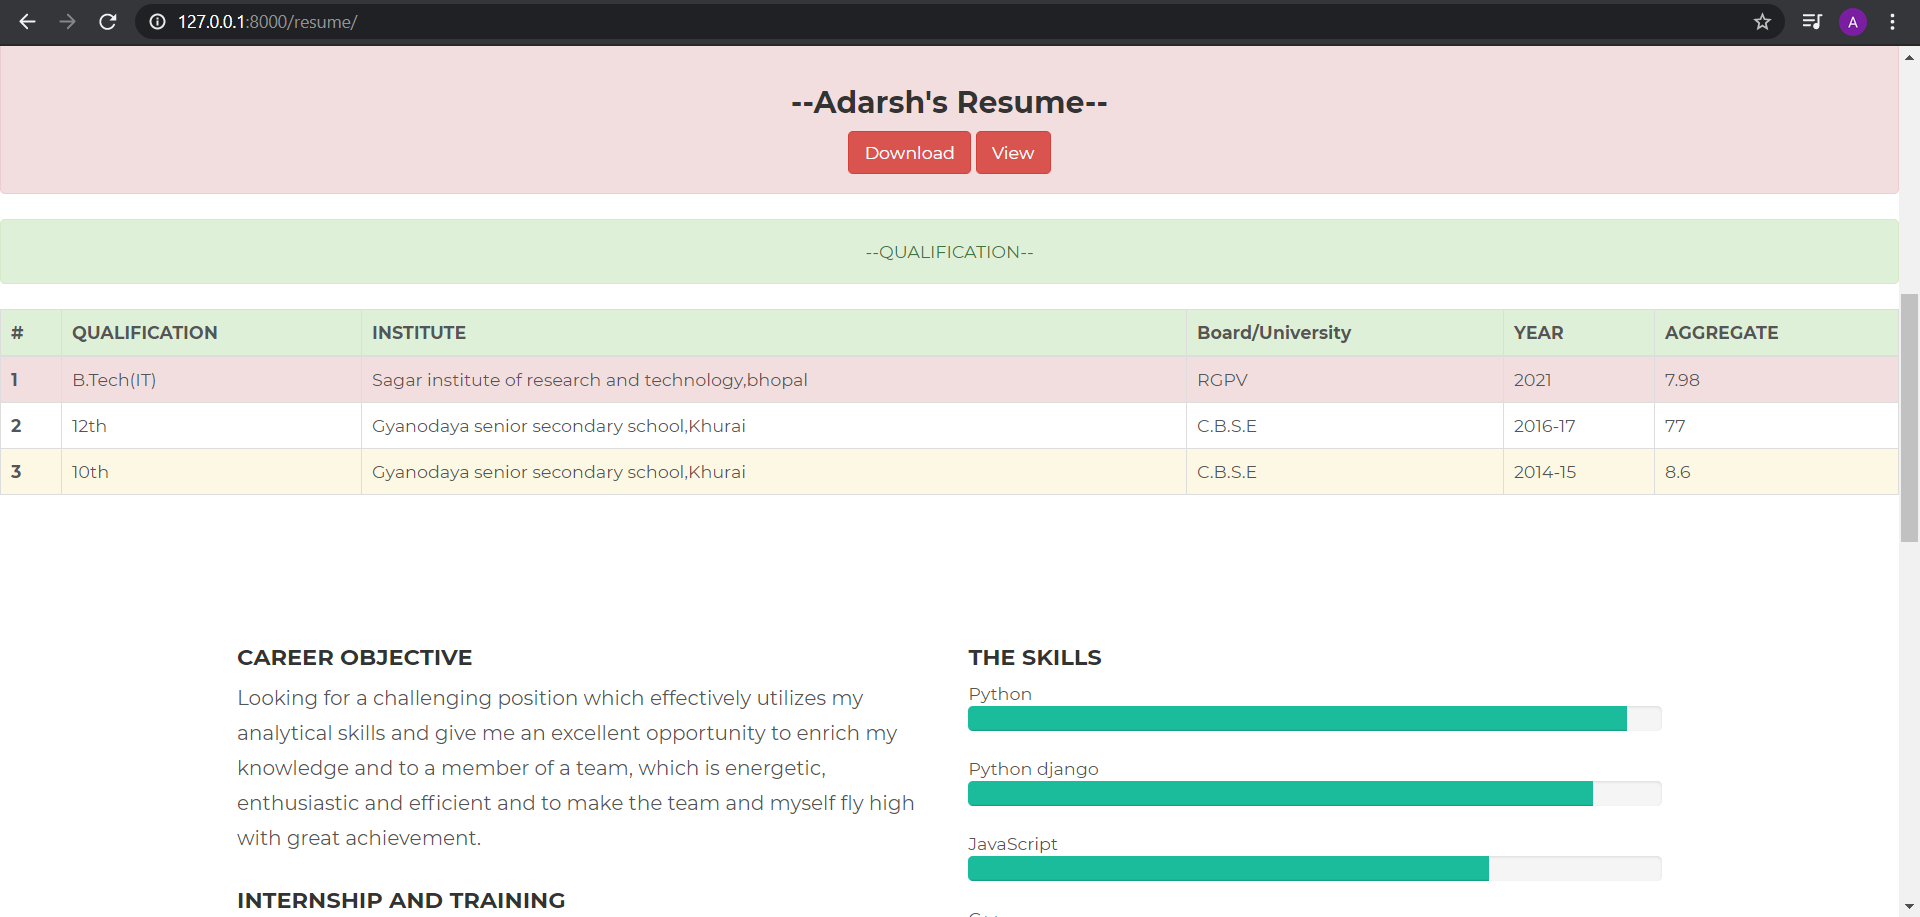 127.0.0.1:8000/resume/
A
--Adarsh's Resume--
Download View
--QUALIFICATION--
# QUALIFICATION INSTITUTE Board/University YEAR AGGREGATE
1 B.Tech(IT) Sagar institute of research and technology,bhopal RGPV 2021 7.98
2 12th Gyanodaya senior secondary school,Khurai C.B.S.E 2016-17 77
3 10th Gyanodaya senior secondary school,Khurai C.B.S.E 2014-15 8.6
CAREER OBJECTIVE
Looking for a challenging position which effectively utilizes my
analytical skills and give me an excellent opportunity to enrich my
knowledge and to a member of a team, which is energetic,
enthusiastic and efficient and to make the team and myself fly high
with great achievement.
INTERNSHIP AND TRAINING
THE SKILLS
Python
Python django
JavaScript